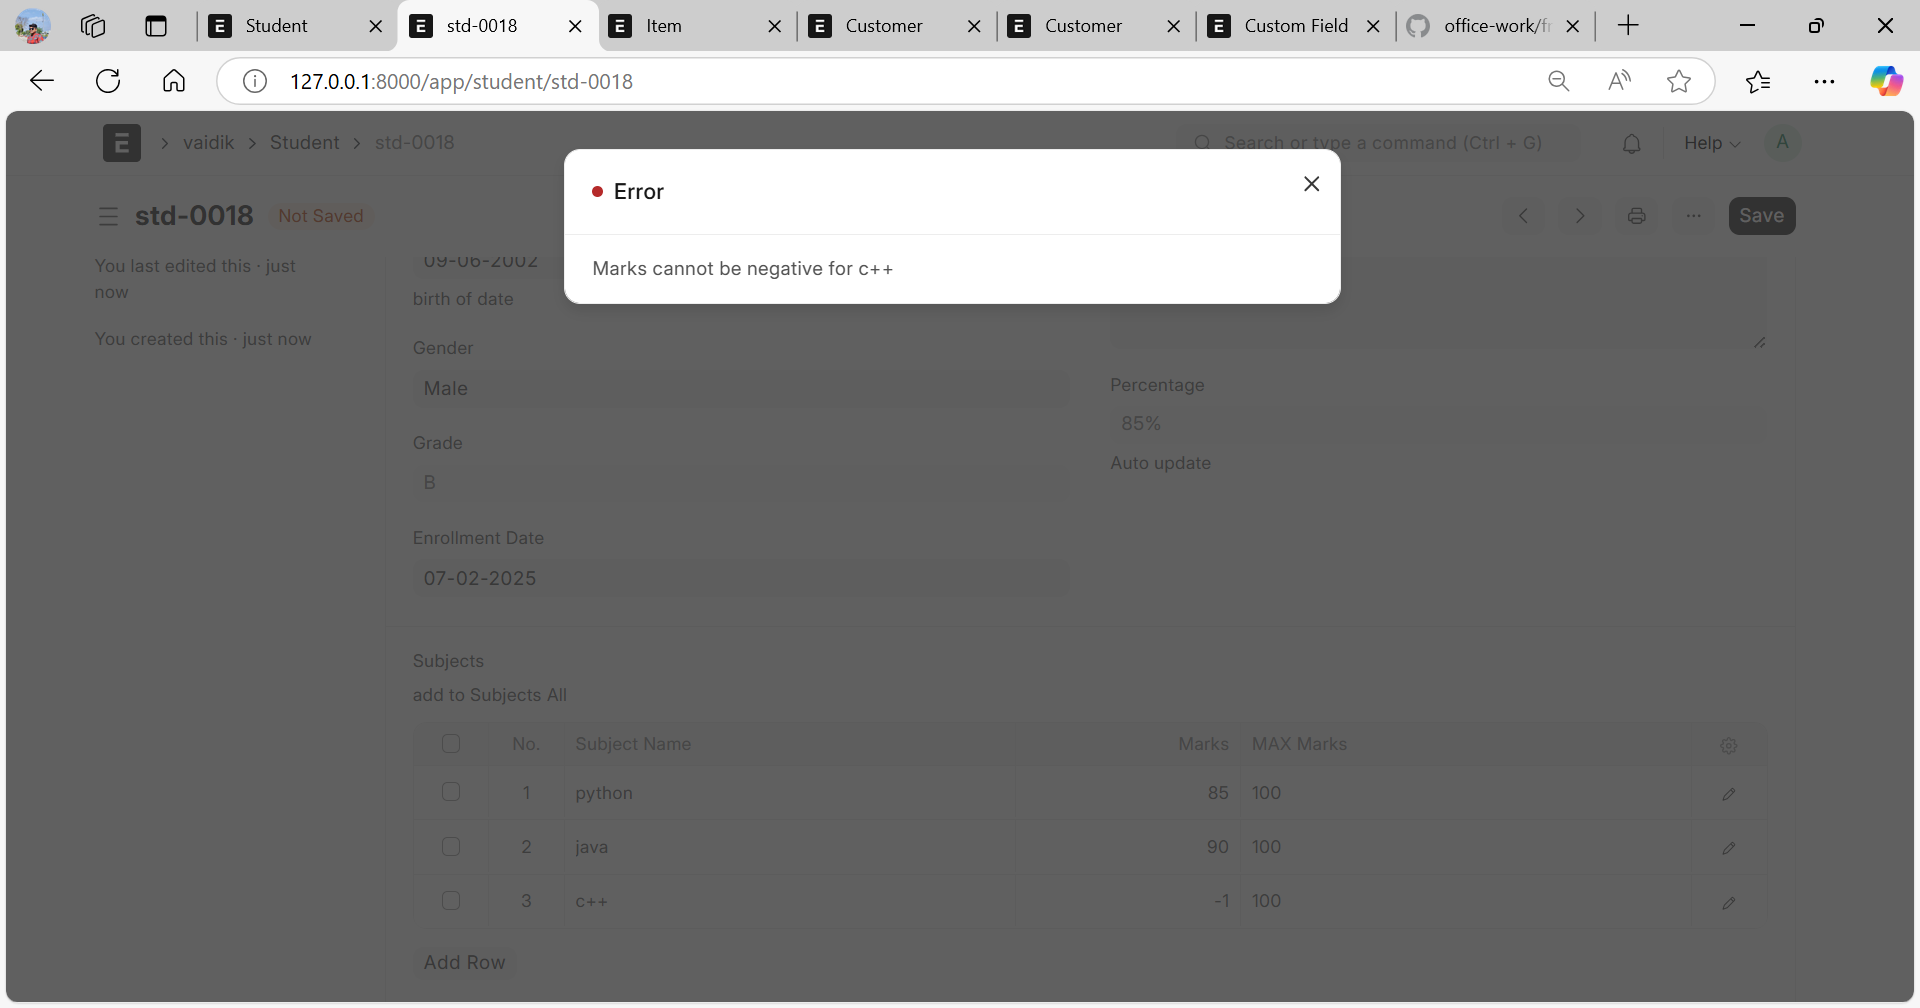 Student
std-0018
Item
Customer
Customer
Custom Field
office-work/fr
127.0.0.1:8000/app/student/std-0018
E > vaidik > Student > std-0018
Search or type a command (Ctrl + G)
Help
A
std-0018 Not Saved
Save
You last edited this · just
now
You created this · just now
Error
Marks cannot be negative for c++
09-06-2002
birth of date
Gender
Male
Grade
B
Enrollment Date
07-02-2025
Percentage
85%
Auto update
Subjects
add to Subjects All
No. Subject Name Marks MAX Marks
1 python 85 100
2 java 90 100
3 c++ -1 100
Add Row